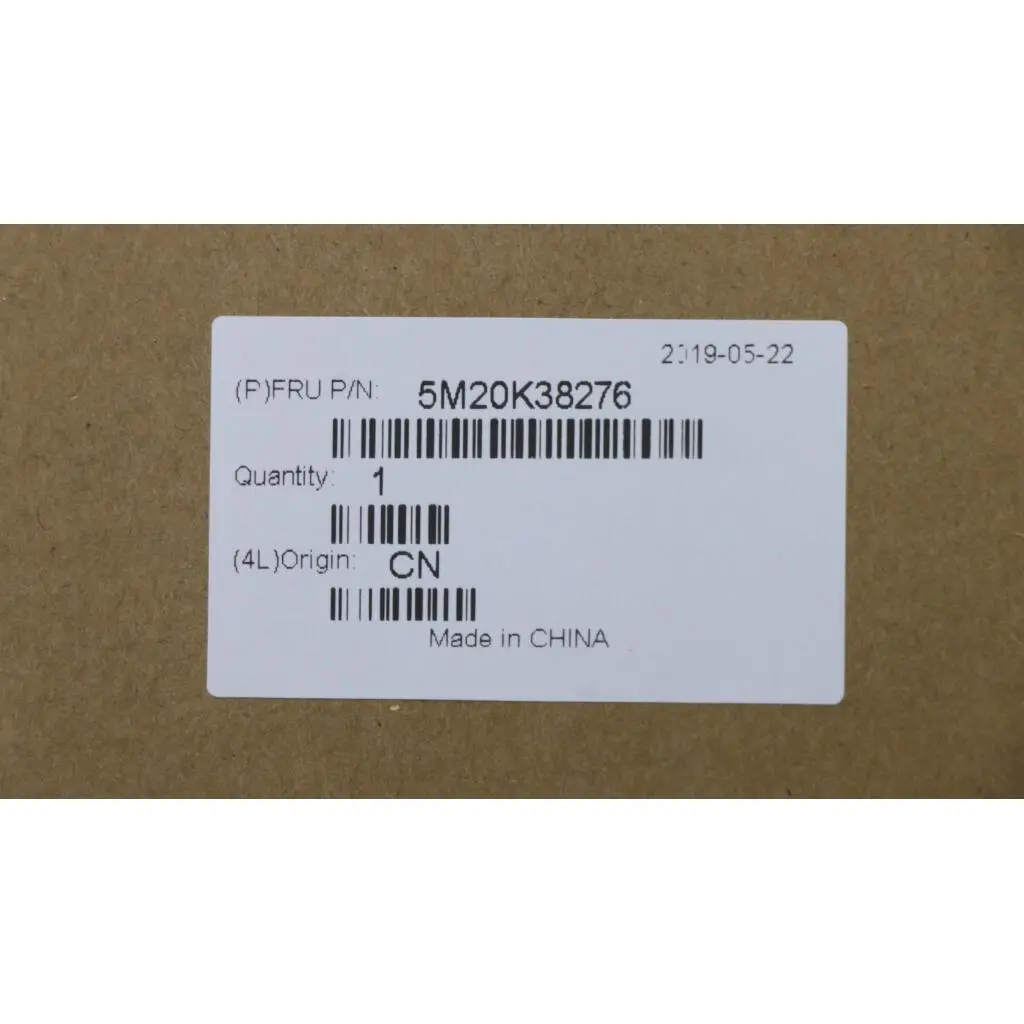 2019-05-22
(P)FRU P/N: 5M20K38276
Quantity: 1
(4L)Origin: CN
Made in CHINA